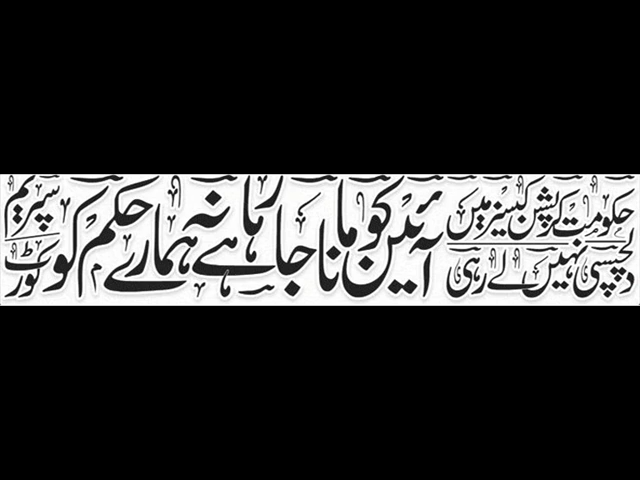 حکومت کرپشن کیسز میں
دلچسپی نہیں لے رہی
آئین کو مانا جا رہا ہے نہ ہمارے حکم کو
سپریم
کورٹ